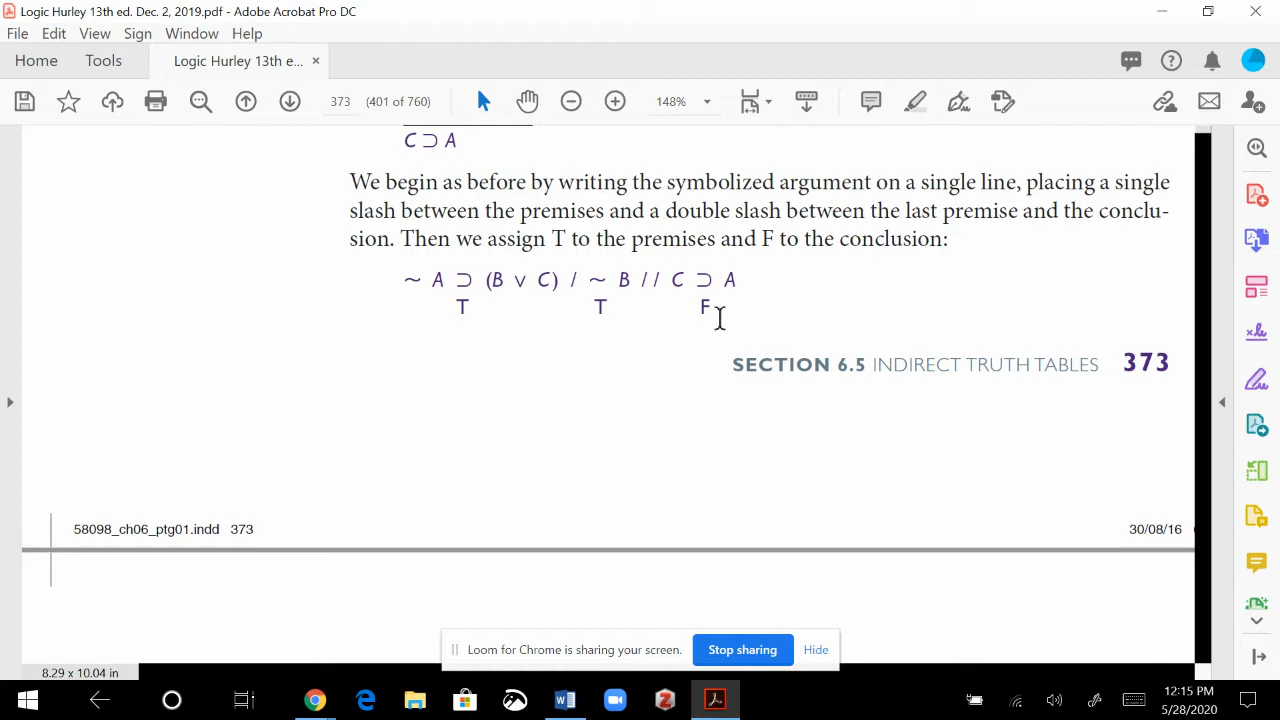 Logic Hurley 13th ed. Dec. 2, 2019.pdf - Adobe Acrobat Pro DC
File Edit View Sign Window Help
Home Tools Logic Hurley 13th e... ×
373 (401 of 760) 148%
C ⊃ A
We begin as before by writing the symbolized argument on a single line, placing a single
slash between the premises and a double slash between the last premise and the conclu-
sion. Then we assign T to the premises and F to the conclusion:
~ A ⊃ (B v C) / ~ B // C ⊃ A
T T F
SECTION 6.5 INDIRECT TRUTH TABLES 373
58098_ch06_ptg01.indd 373 30/08/16
Loom for Chrome is sharing your screen. Stop sharing Hide
8.29 x 10.04 in
12:15 PM
5/28/2020